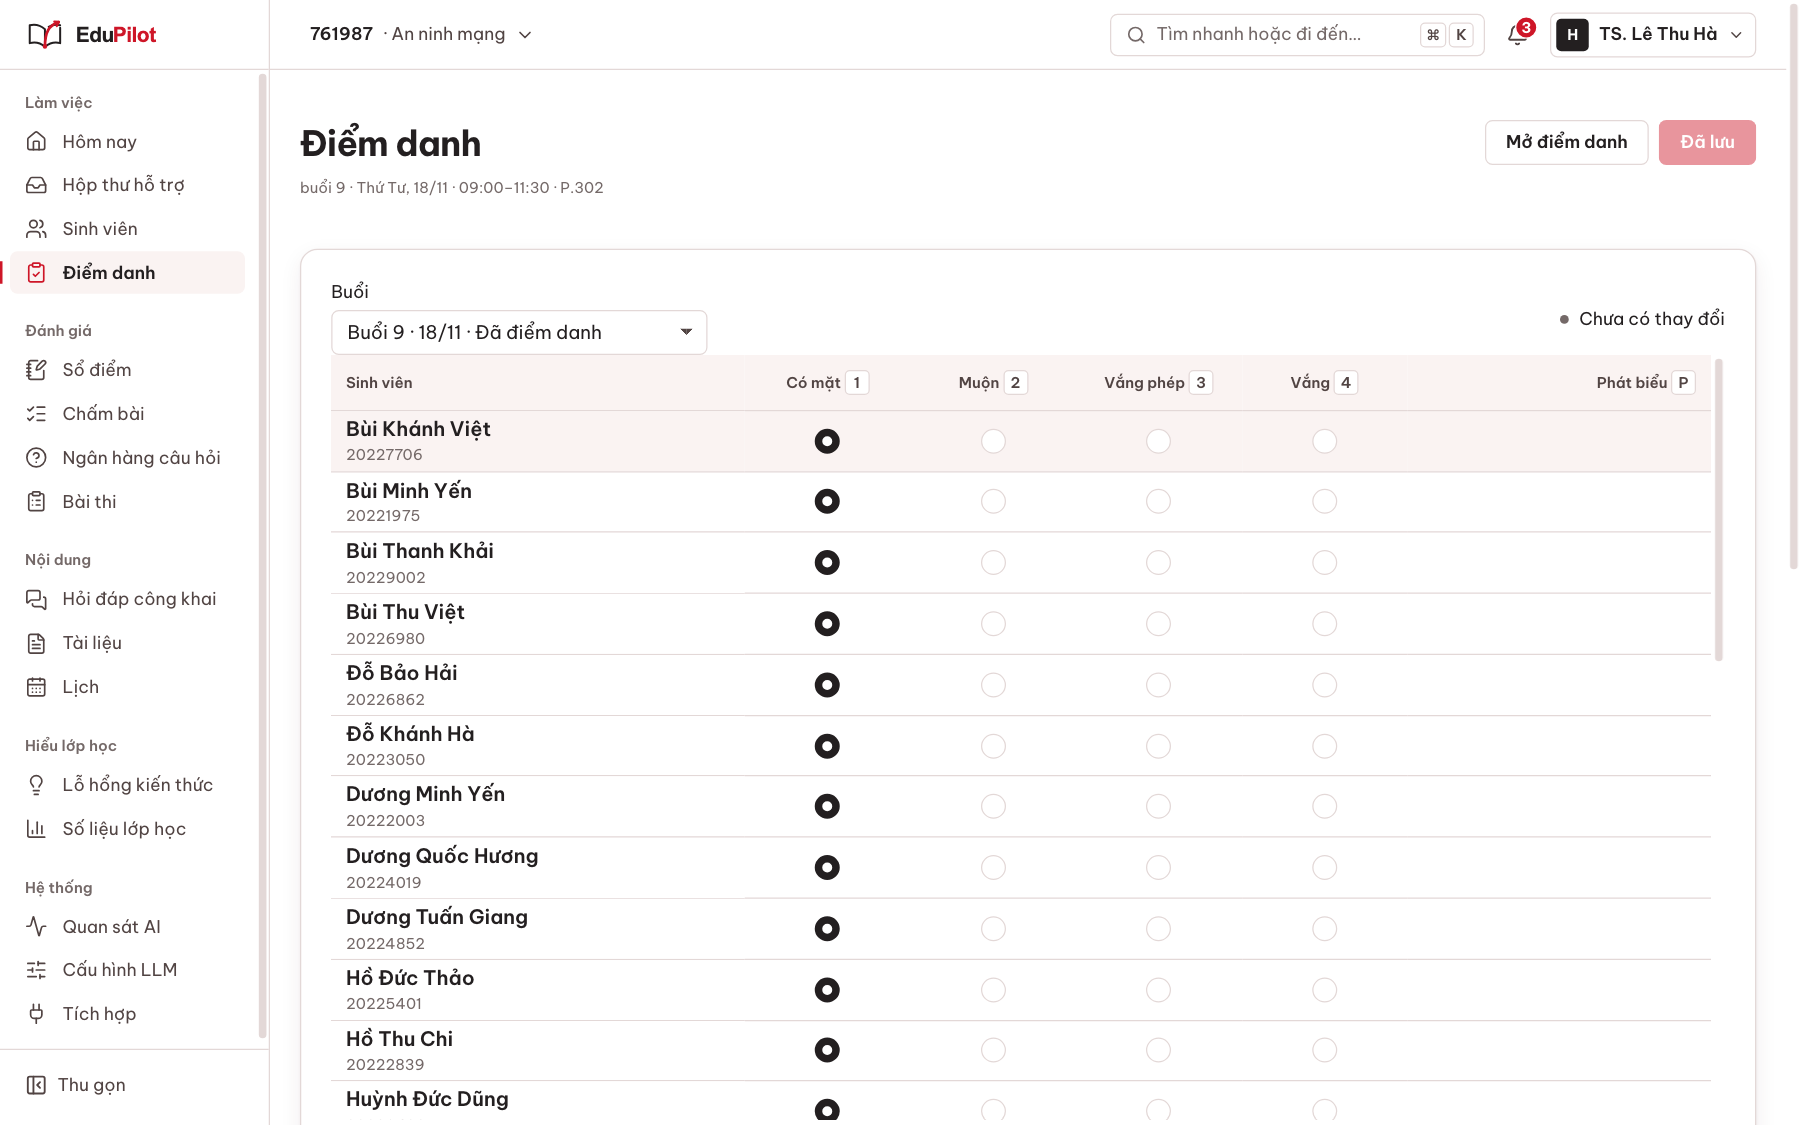 EduPilot
761987 · An ninh mạng
Tìm nhanh hoặc đi đến... ⌘ K
3
H TS. Lê Thu Hà
Làm việc
Hôm nay
Hộp thư hỗ trợ
Sinh viên
Điểm danh
Đánh giá
Sổ điểm
Chấm bài
Ngân hàng câu hỏi
Bài thi
Nội dung
Hỏi đáp công khai
Tài liệu
Lịch
Hiểu lớp học
Lỗ hổng kiến thức
Số liệu lớp học
Hệ thống
Quan sát AI
Cấu hình LLM
Tích hợp
Thu gọn
Điểm danh
Mở điểm danh
Đã lưu
buổi 9 · Thứ Tư, 18/11 · 09:00–11:30 · P.302
Buổi
Buổi 9 · 18/11 · Đã điểm danh
Chưa có thay đổi
Sinh viên Có mặt 1 Muộn 2 Vắng phép 3 Vắng 4 Phát biểu P
Bùi Khánh Việt
20227706
Bùi Minh Yến
20221975
Bùi Thanh Khải
20229002
Bùi Thu Việt
20226980
Đỗ Bảo Hải
20226862
Đỗ Khánh Hà
20223050
Dương Minh Yến
20222003
Dương Quốc Hương
20224019
Dương Tuấn Giang
20224852
Hồ Đức Thảo
20225401
Hồ Thu Chi
20222839
Huỳnh Đức Dũng